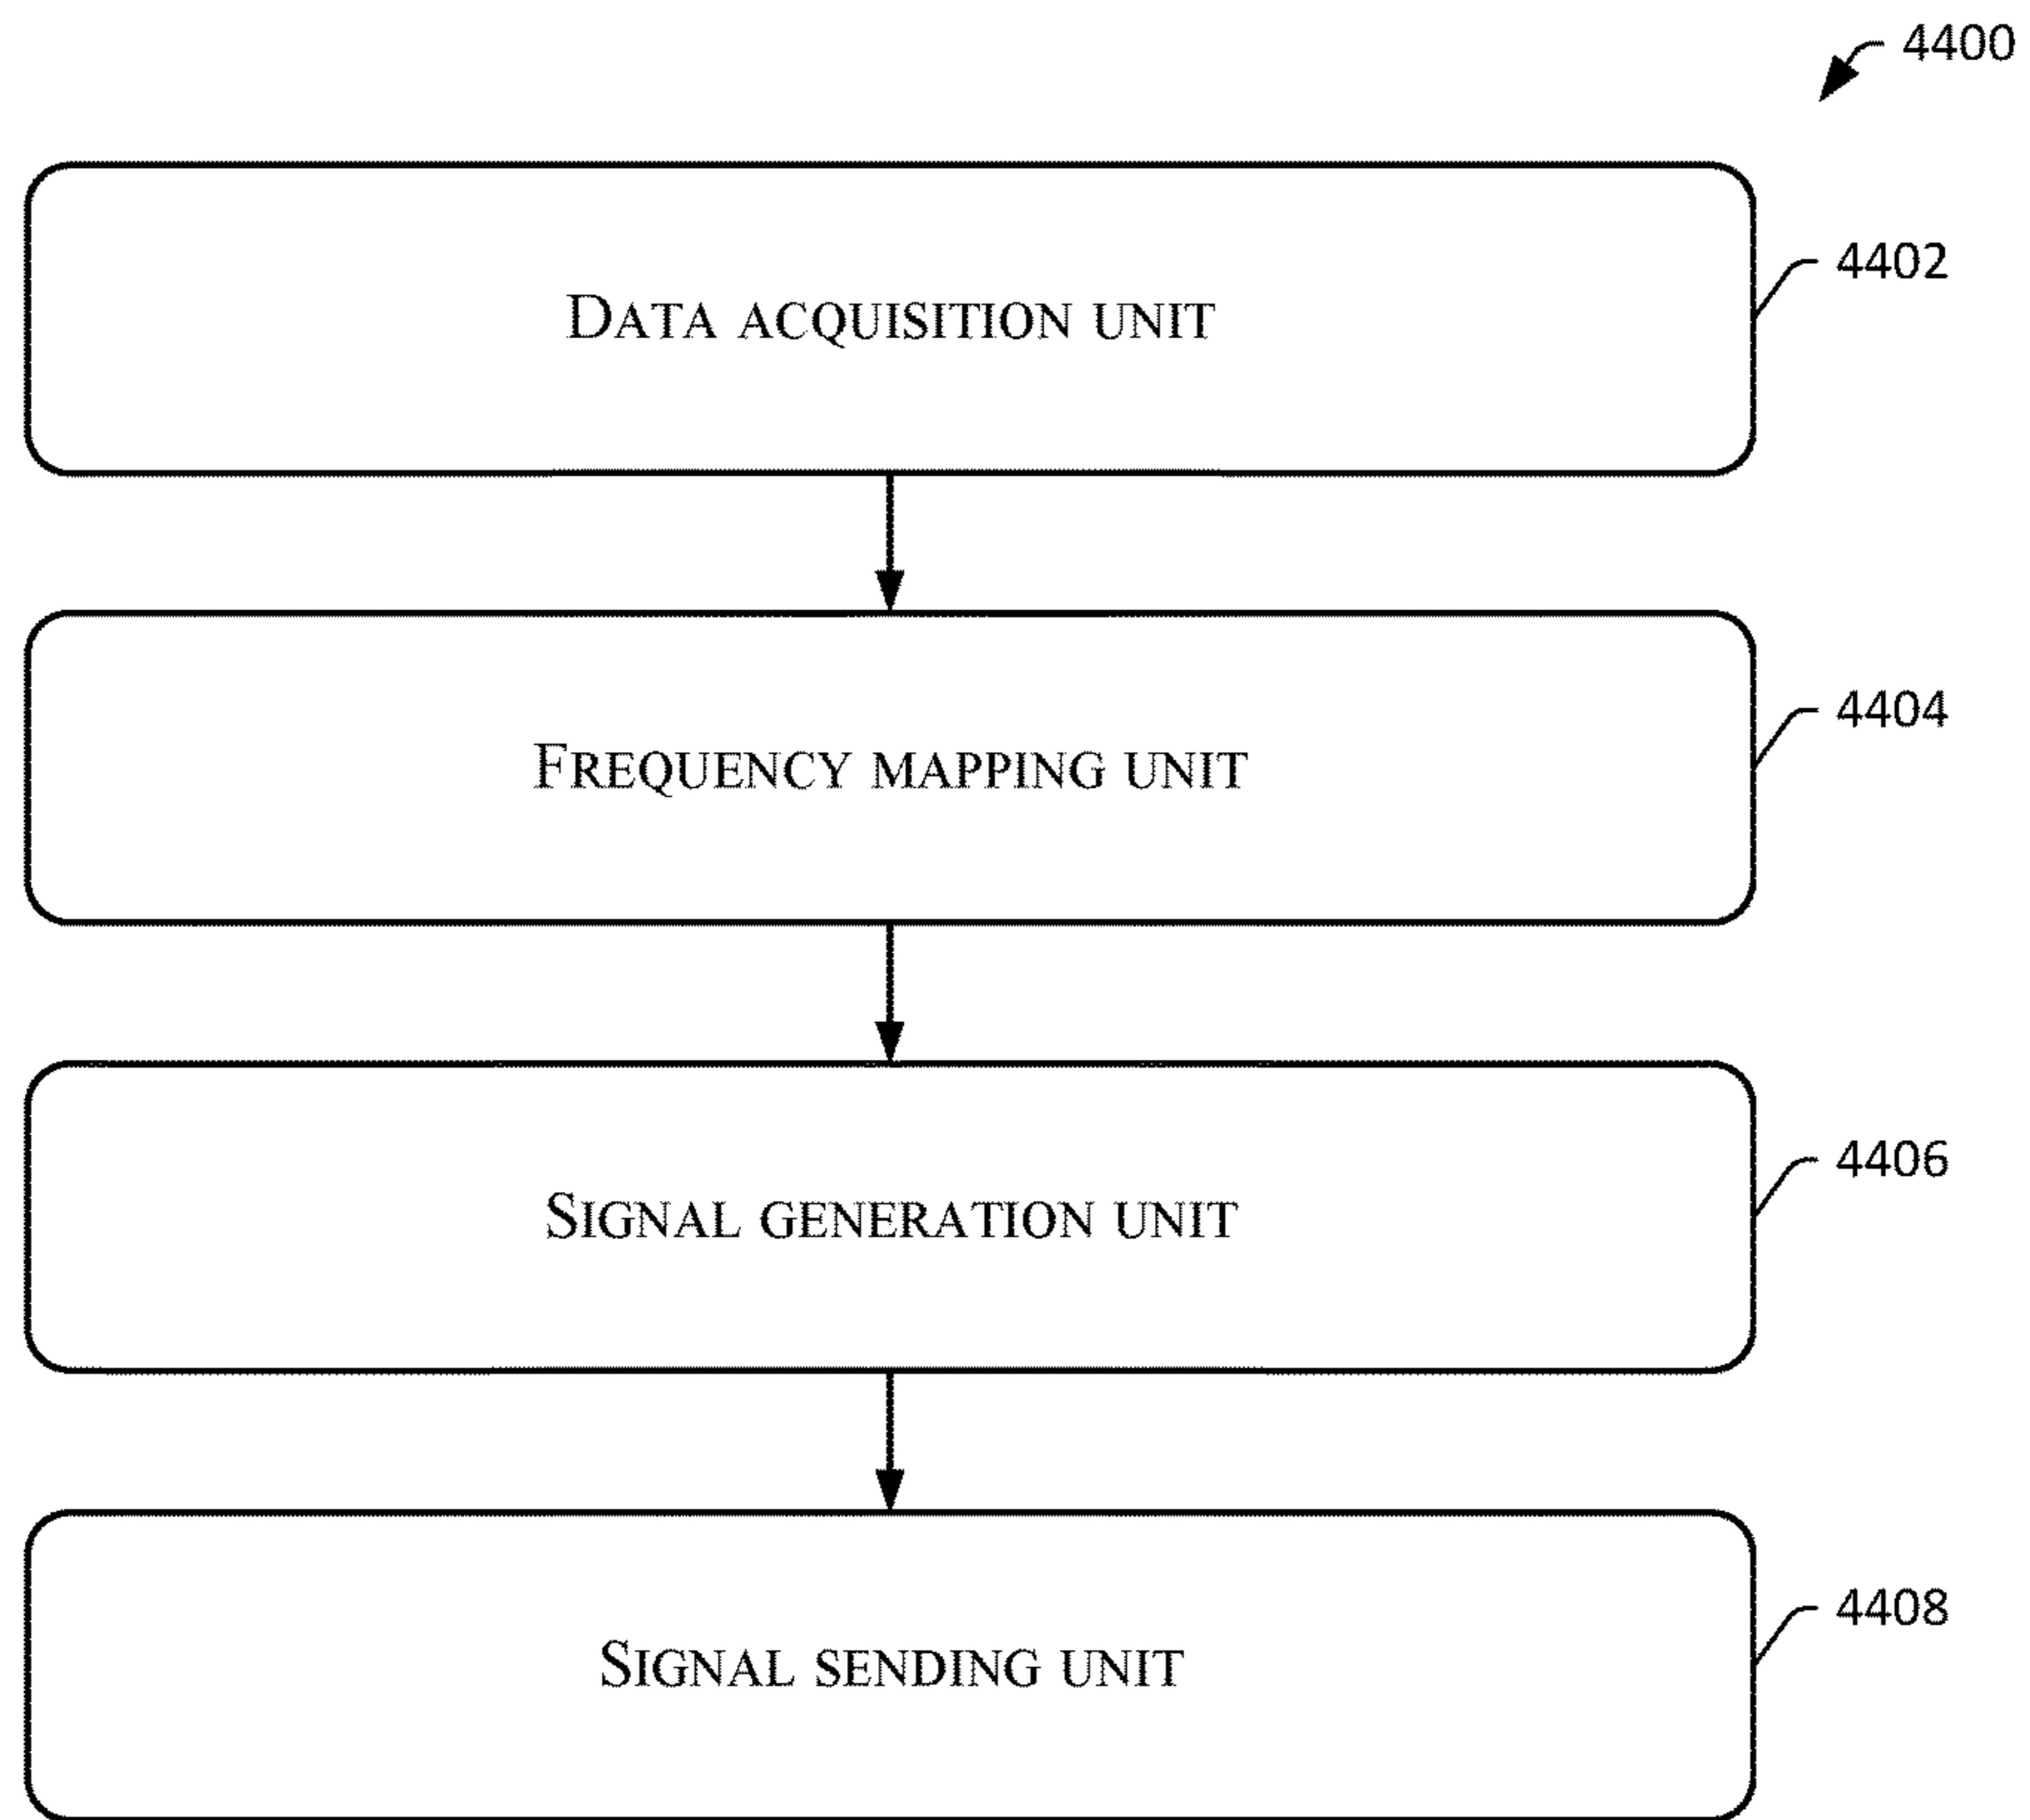 4400
DATA ACQUISITION UNIT
4402
FREQUENCY MAPPING UNIT
4404
SIGNAL GENERATION UNIT
4406
SIGNAL SENDING UNIT
4408